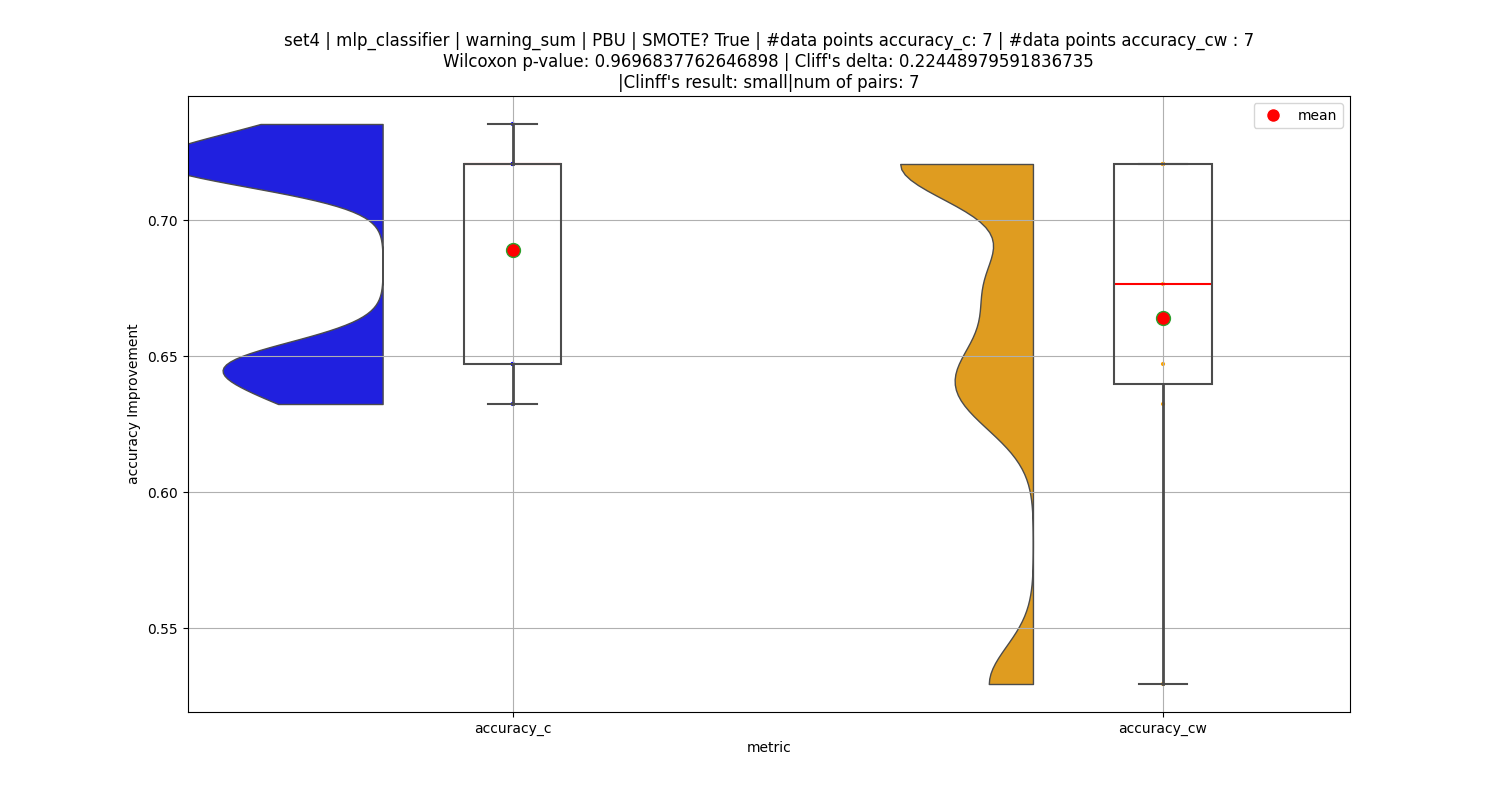 set4 | mlp_classifier | warning_sum | PBU | SMOTE? True | #data points accuracy_c: 7 | #data points accuracy_cw : 7
Wilcoxon p-value: 0.9696837762646898 | Cliff's delta: 0.22448979591836735
|Clinff's result: small|num of pairs: 7
mean
accuracy Improvement
0.70
0.65
0.60
0.55
accuracy_c
accuracy_cw
metric